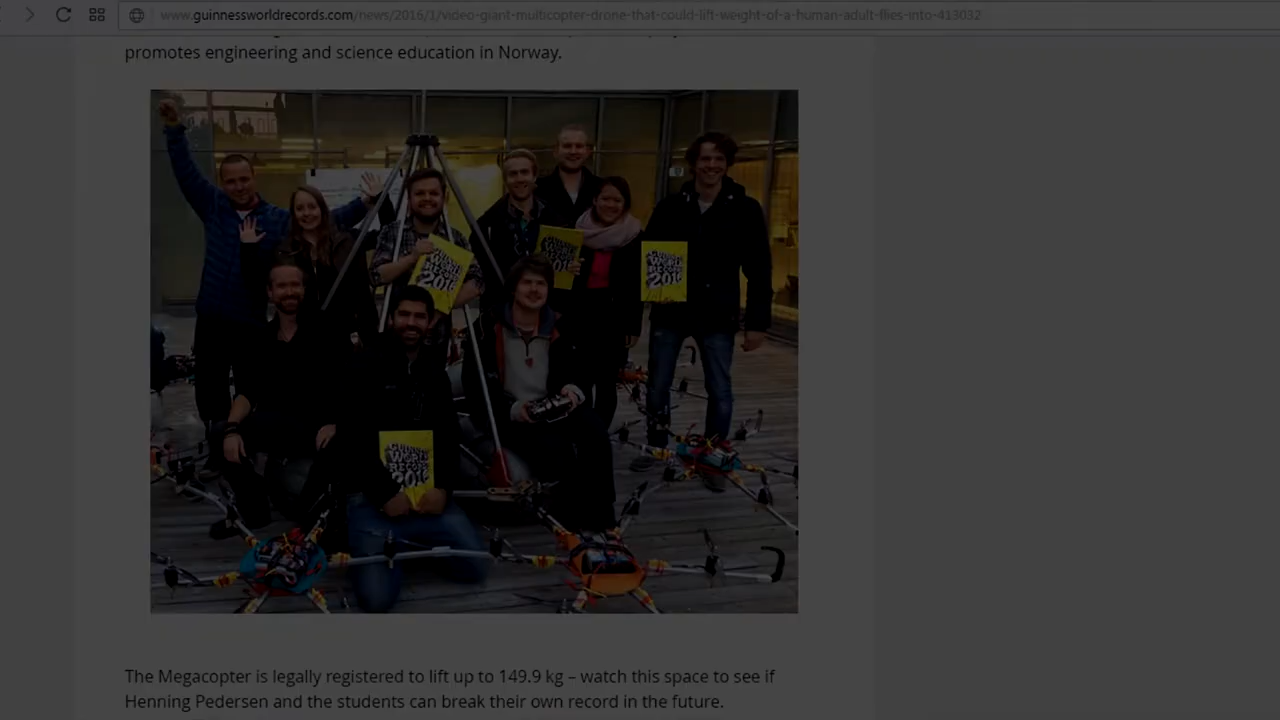 www.guinnessworldrecords.com/news/2016/1/video-giant-multicopter-drone-that-could-lift-weight-of-a-human-adult-flies-into-413032
promotes engineering and science education in Norway.
The Megacopter is legally registered to lift up to 149.9 kg – watch this space to see if
Henning Pedersen and the students can break their own record in the future.